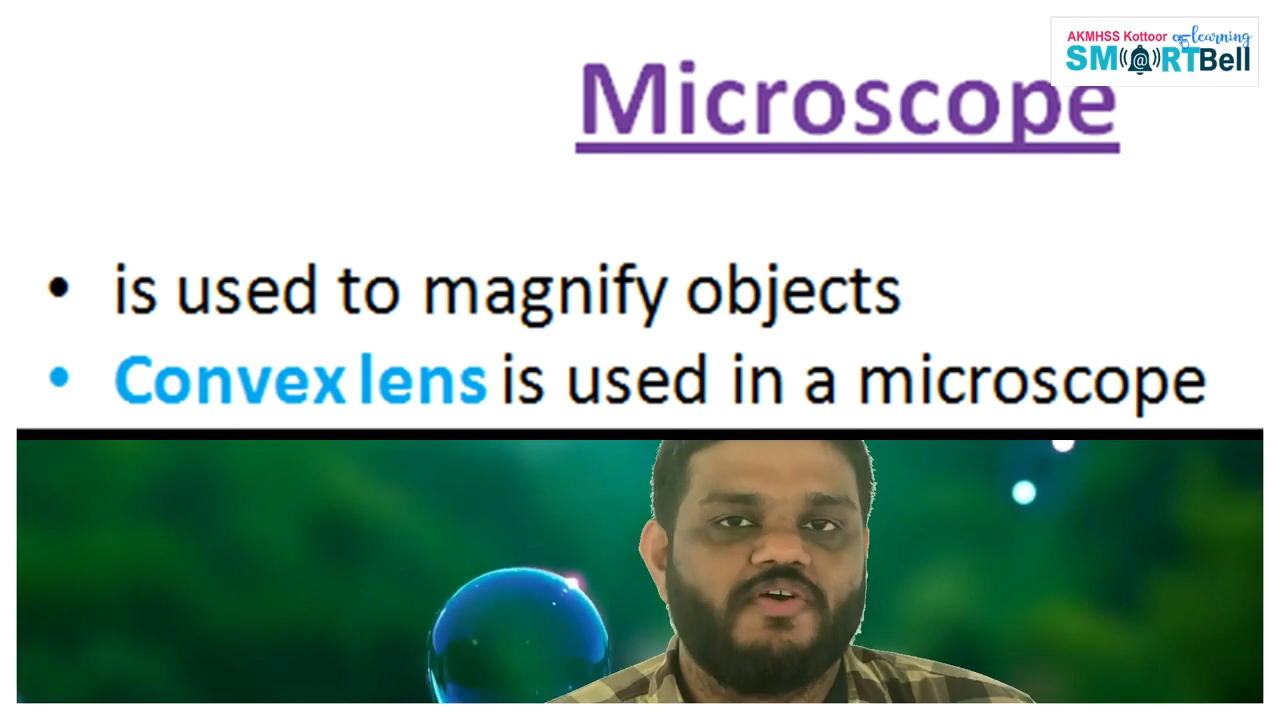 AKMHSS Kottoor e-learning
SM@RTBell
Microscope
• is used to magnify objects
• Convex lens is used in a microscope